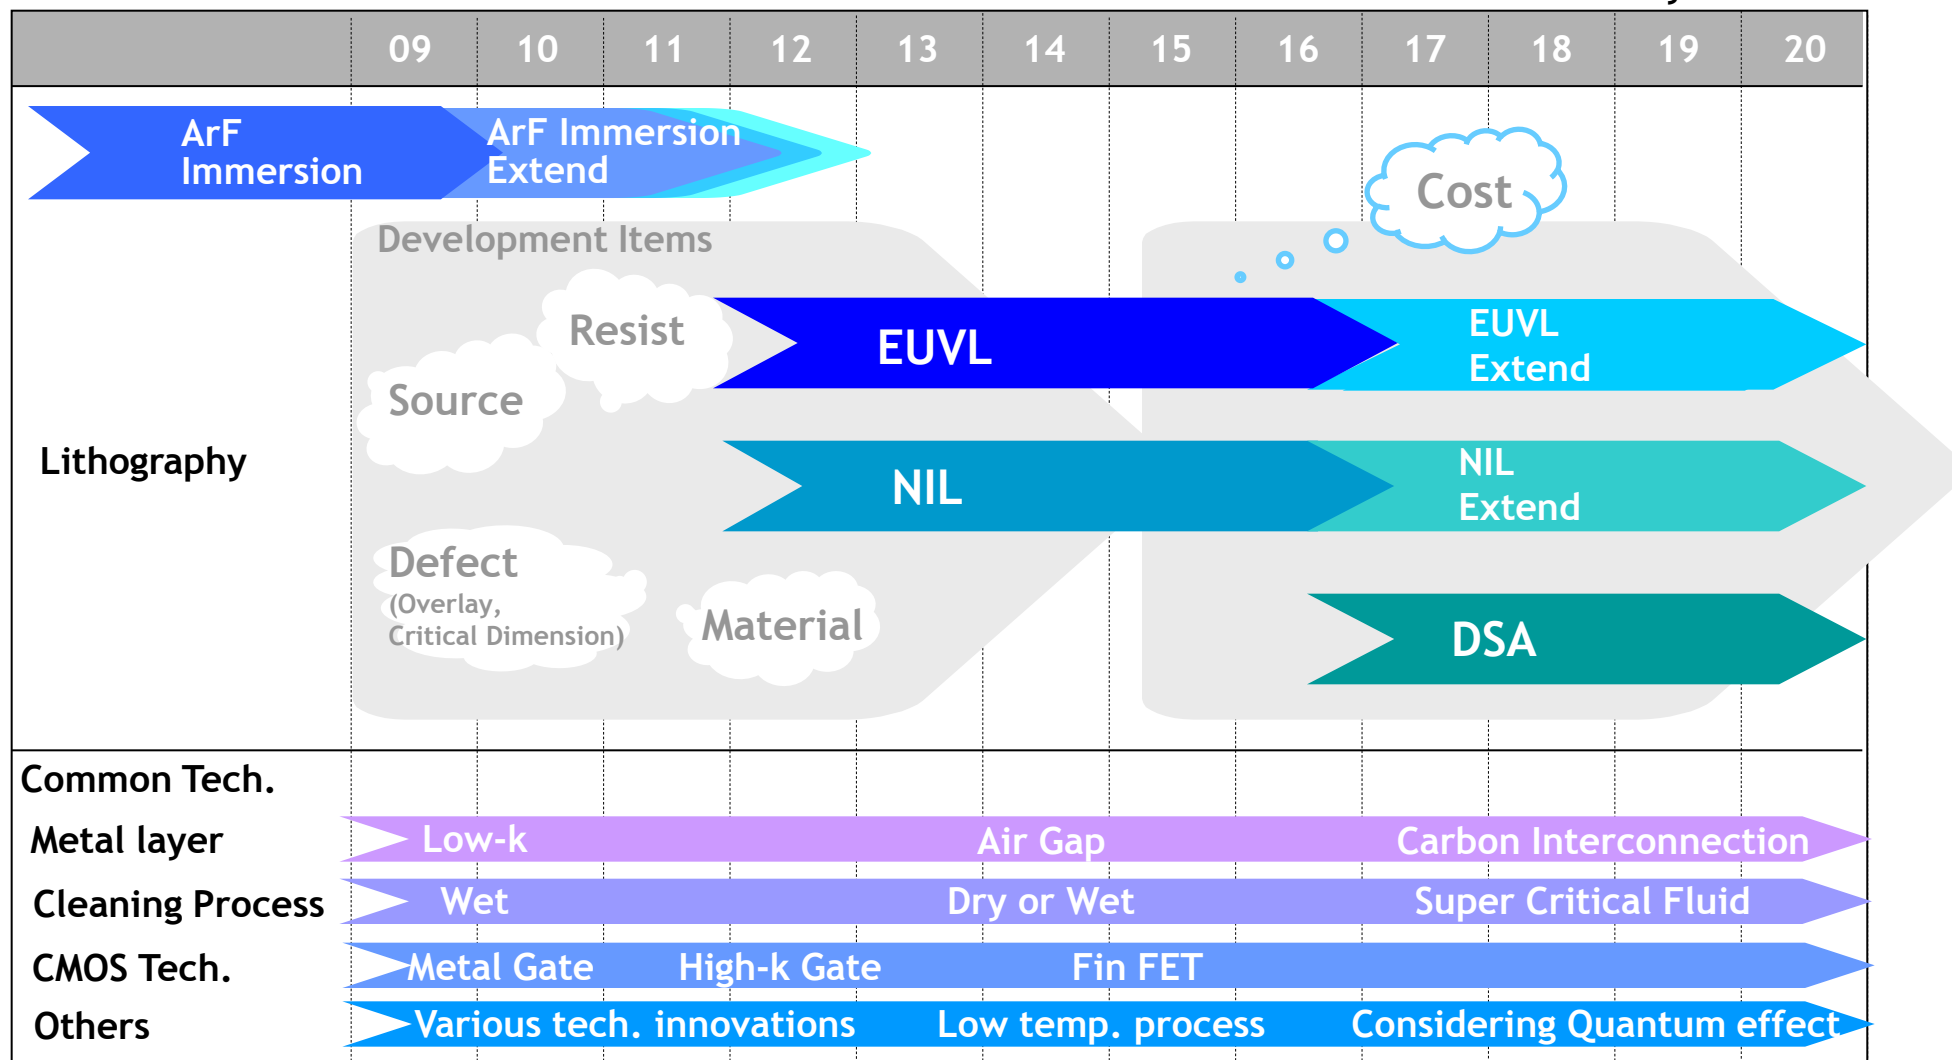 09 10 11 12 13 14 15 16 17 18 19 20
ArF
Immersion
ArF Immersion
Extend
Cost
Development Items
Resist
Source
EUVL
EUVL
Extend
Lithography
NIL
NIL
Extend
Defect
(Overlay,
Critical Dimension)
Material
DSA
Common Tech.
Metal layer
Low-k
Air Gap
Carbon Interconnection
Cleaning Process
Wet
Dry or Wet
Super Critical Fluid
CMOS Tech.
Metal Gate
High-k Gate
Fin FET
Others
Various tech. innovations
Low temp. process
Considering Quantum effect